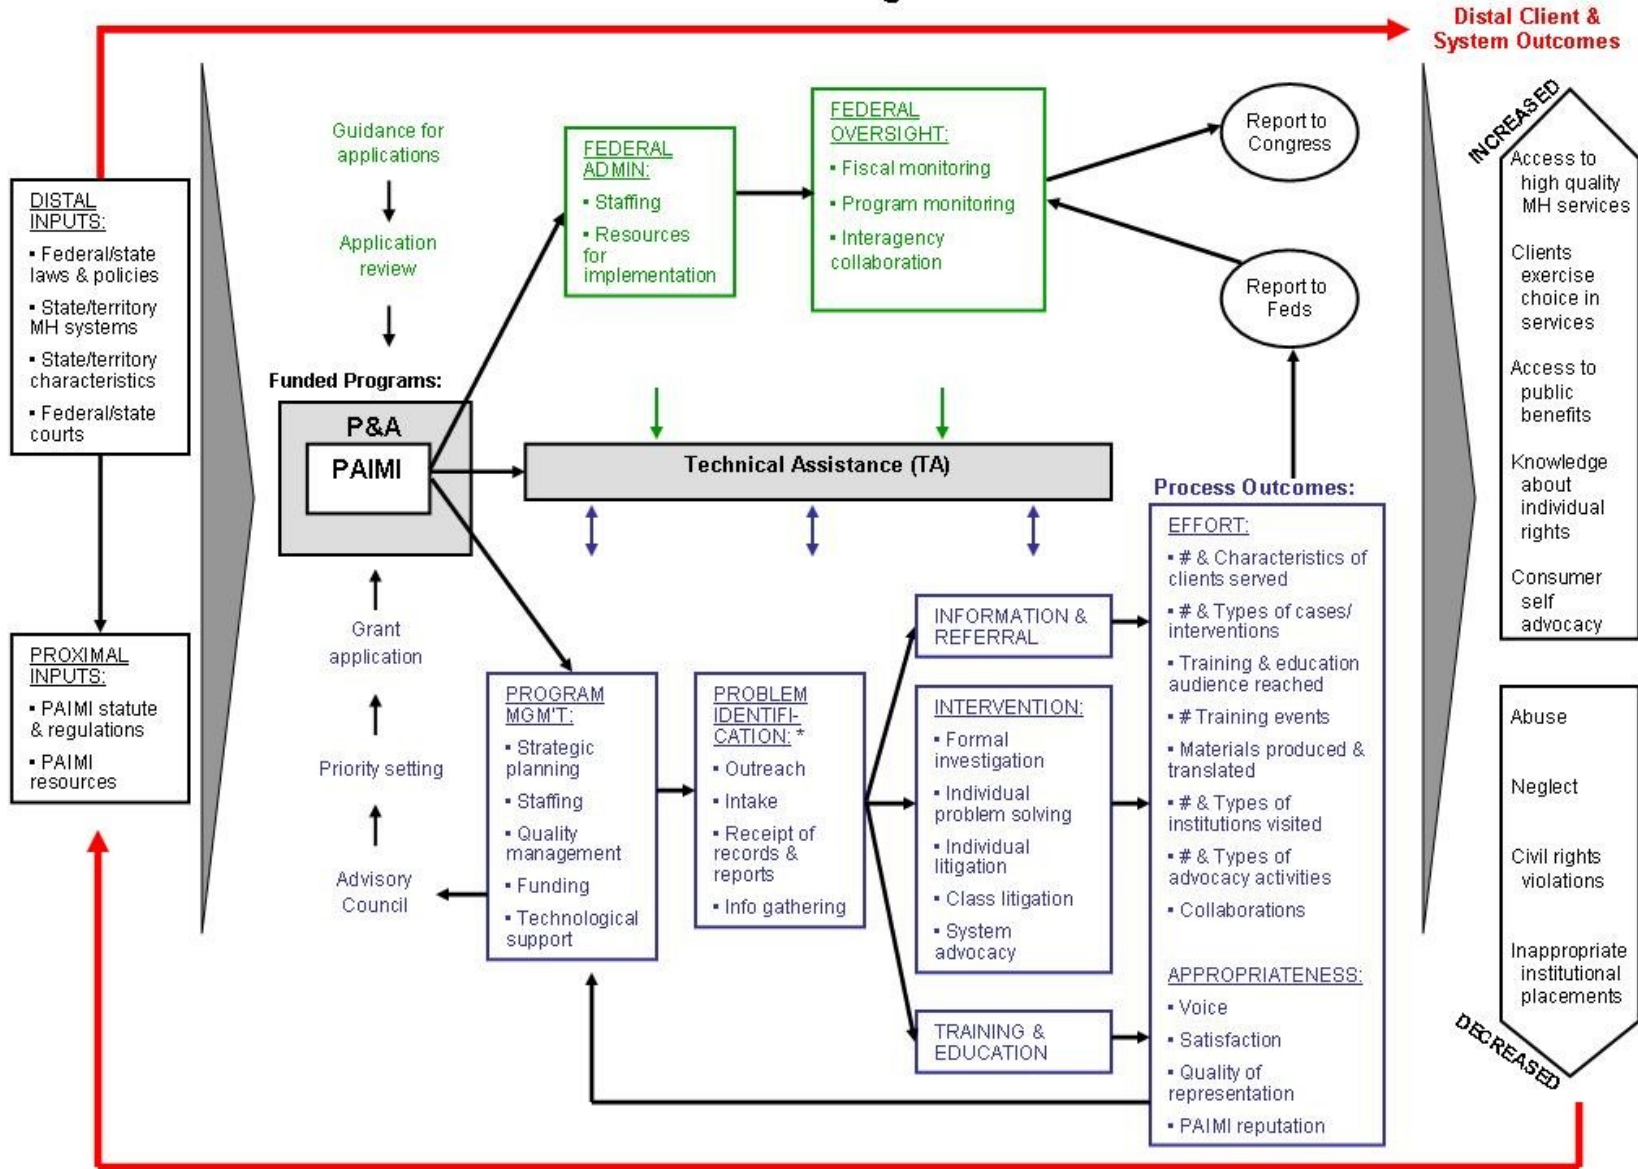 Distal Client &
System Outcomes
DISTAL
INPUTS:
▪ Federal/state
laws & policies
▪ State/territory
MH systems
▪ State/territory
characteristics
▪ Federal/state
courts
PROXIMAL
INPUTS:
▪ PAIMI statute
& regulations
▪ PAIMI
resources
Guidance for
applications
Application
review
Funded Programs:
P&A
PAIMI
Grant
application
Priority setting
Advisory
Council
FEDERAL
ADMIN:
▪ Staffing
▪ Resources
for
implementation
FEDERAL
OVERSIGHT:
▪ Fiscal monitoring
▪ Program monitoring
▪ Interagency
collaboration
Report to
Congress
Report to
Feds
Technical Assistance (TA)
PROGRAM
MGM'T:
▪ Strategic
planning
▪ Staffing
▪ Quality
management
▪ Funding
▪ Technological
support
PROBLEM
IDENTIFI-
CATION: *
▪ Outreach
▪ Intake
▪ Receipt of
records &
reports
▪ Info gathering
INFORMATION &
REFERRAL
INTERVENTION:
▪ Formal
investigation
▪ Individual
problem solving
▪ Individual
litigation
▪ Class litigation
▪ System
advocacy
TRAINING &
EDUCATION
Process Outcomes:
EFFORT:
▪ # & Characteristics of
clients served
▪ # & Types of cases/
interventions
▪ Training & education
audience reached
▪ # Training events
▪ Materials produced &
translated
▪ # & Types of
institutions visited
▪ # & Types of
advocacy activities
▪ Collaborations
APPROPRIATENESS:
▪ Voice
▪ Satisfaction
▪ Quality of
representation
▪ PAIMI reputation
INCREASED
Access to
high quality
MH services
Clients
exercise
choice in
services
Access to
public
benefits
Knowledge
about
individual
rights
Consumer
self
advocacy
Abuse
Neglect
Civil rights
violations
Inappropriate
institutional
placements
DECREASED